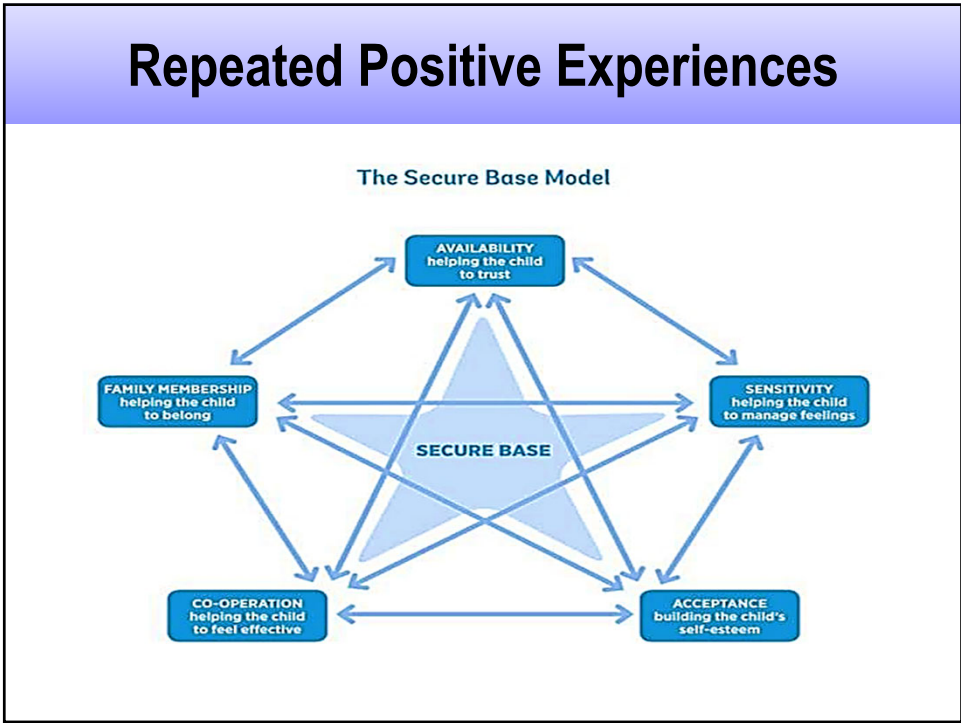 Repeated Positive Experiences
The Secure Base Model
AVAILABILITY
helping the child
to trust
FAMILY MEMBERSHIP
helping the child
to belong
SENSITIVITY
helping the child
to manage feelings
SECURE BASE
CO-OPERATION
helping the child
to feel effective
ACCEPTANCE
building the child's
self-esteem